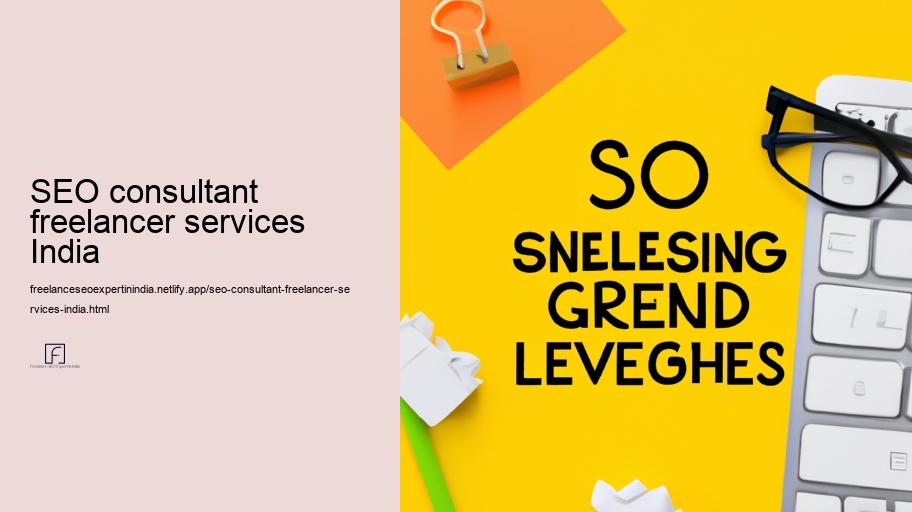 SEO consultant
freelancer services
India
freelanceseoexpertinindia.netlify.app/seo-consultant-freelancer-se
rvices-india.html
SO
SNELESING
GREND
LEVEGHES